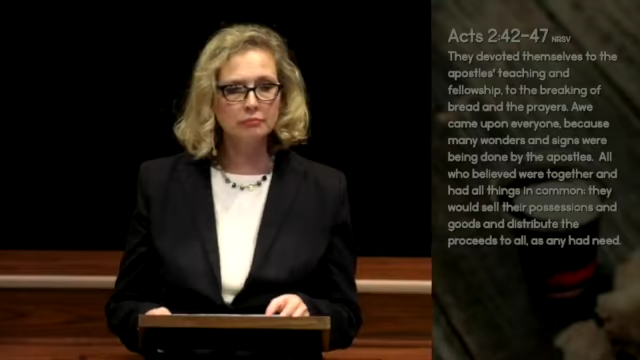 Acts 2:42-47 NRSV
They devoted themselves to the
apostles' teaching and
fellowship, to the breaking of
bread and the prayers. Awe
came upon everyone, because
many wonders and signs were
being done by the apostles. All
who believed were together and
had all things in common; they
would sell their possessions and
goods and distribute the
proceeds to all, as any had need.